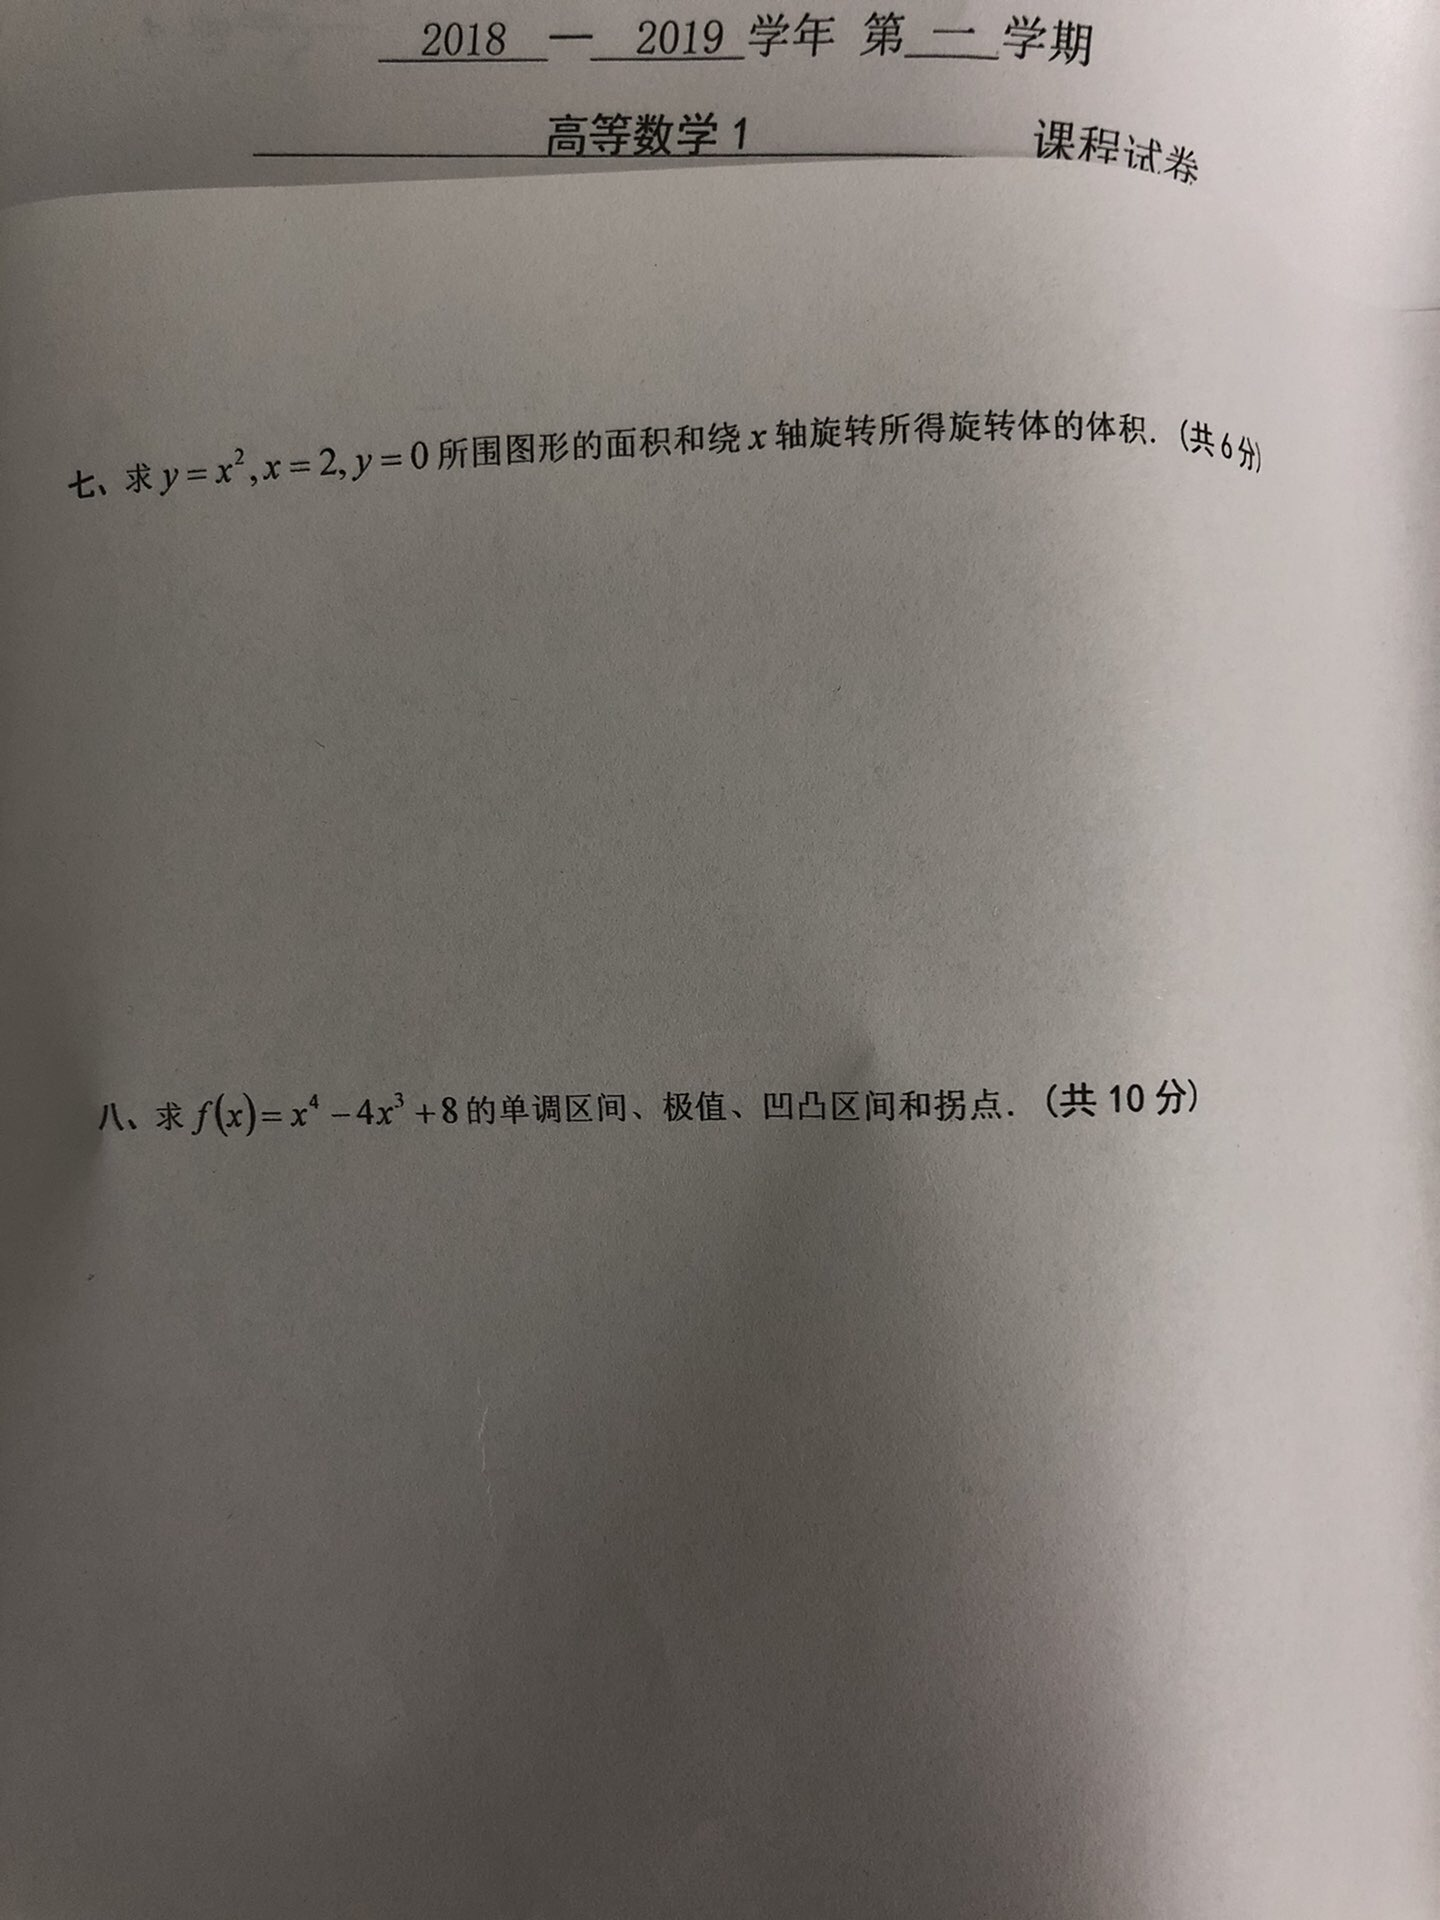 2018 — 2019 学年 第 一 学期
高等数学1 课程试卷
七、求 y = x², x = 2, y = 0 所围图形的面积和绕 x 轴旋转所得旋转体的体积. (共6分)
八、求 f(x) = x⁴ − 4x³ + 8 的单调区间、极值、凹凸区间和拐点. (共 10 分)